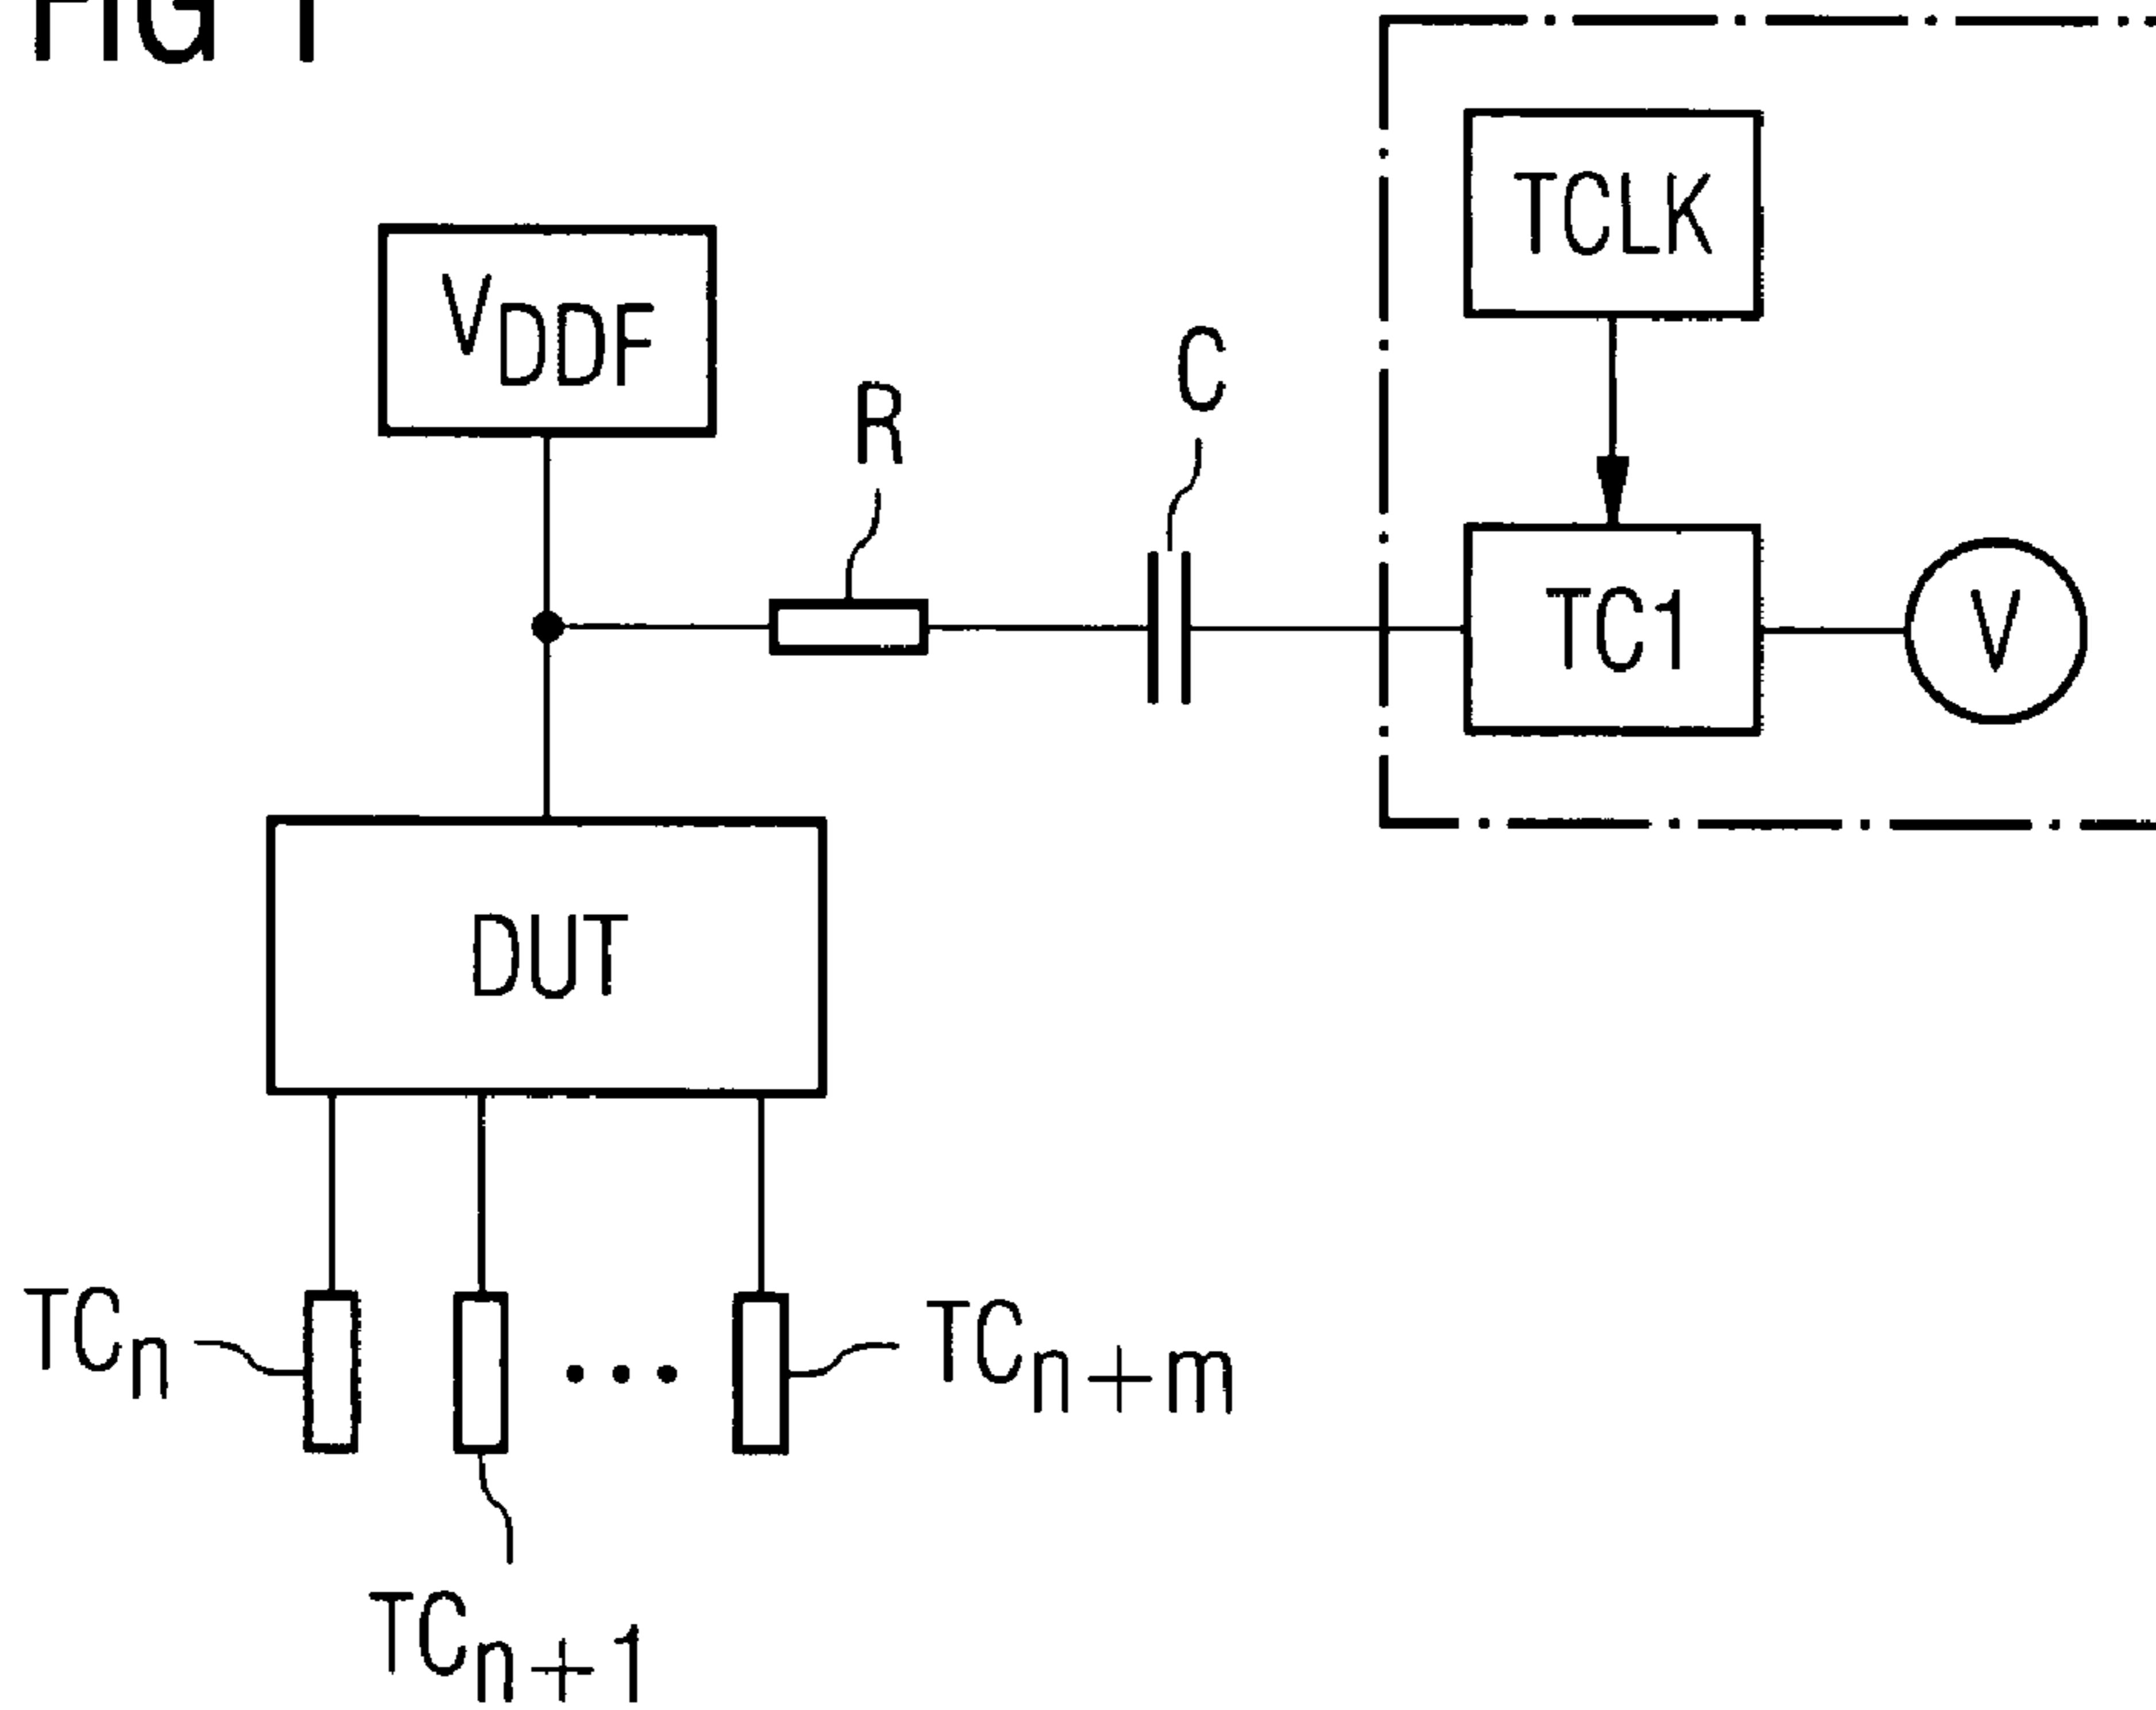 FIG 1
TCLK
VDDF
C
R
TC1
V
DUT
TCn
TCn+m
TCn+1